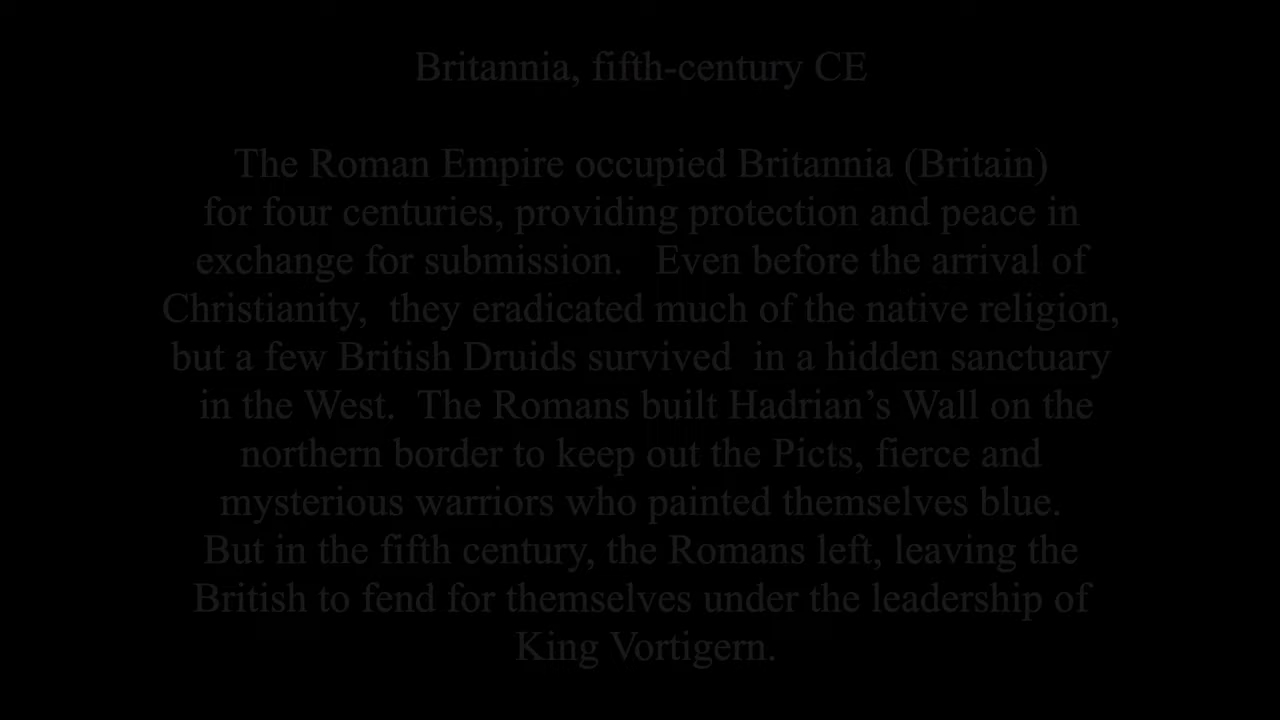 Britannia, fifth-century CE
The Roman Empire occupied Britannia (Britain)
for four centuries, providing protection and peace in
exchange for submission.   Even before the arrival of
Christianity,  they eradicated much of the native religion,
but a few British Druids survived  in a hidden sanctuary
in the West.  The Romans built Hadrian’s Wall on the
northern border to keep out the Picts, fierce and
mysterious warriors who painted themselves blue.
But in the fifth century, the Romans left, leaving the
British to fend for themselves under the leadership of
King Vortigern.